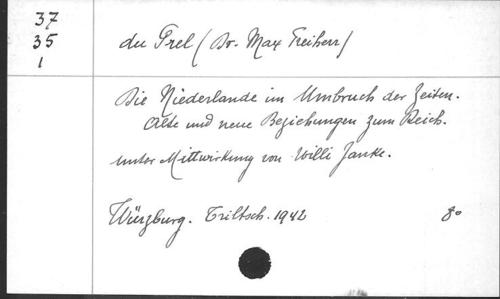 37
35
1
du Prel (Dr. Max Freiherr)
Die Niederlande im Umbruch der Zeiten.
Alte und neue Beziehungen zum Reich.
unter Mittwirkung von Willi Janke.
Würzburg. Triltsch. 1942 8°